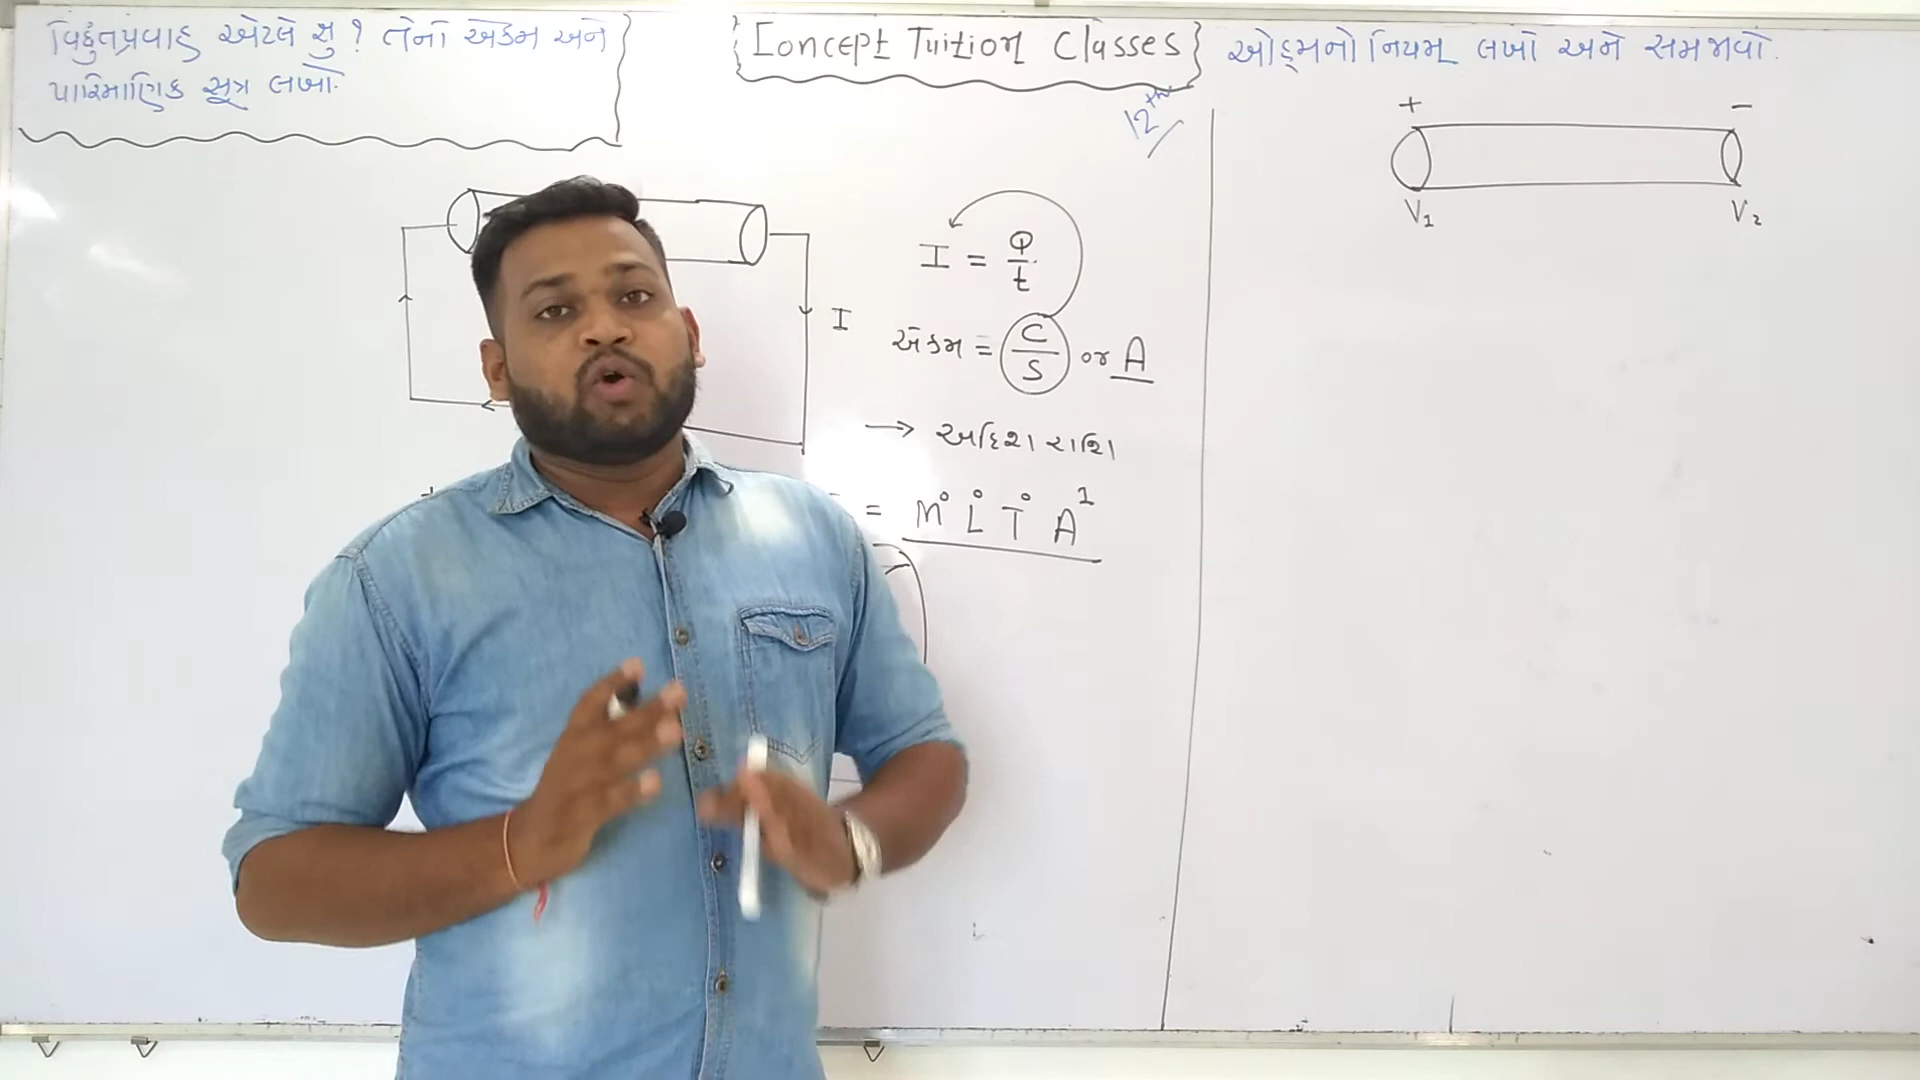 વિદ્યુતપ્રવાહ એટલે શુ ? તેનો એકમ અને
પારિમાણિક સૂત્ર લખો.
Concept Tuition Classes
12th
I = Q/t
એકમ = C/S or A
I
→ અદિશ રાશિ
= M⁰ L⁰ T⁰ A¹
ઓહ્મનો નિયમ લખો અને સમજાવો.
+ −
V₁ V₂